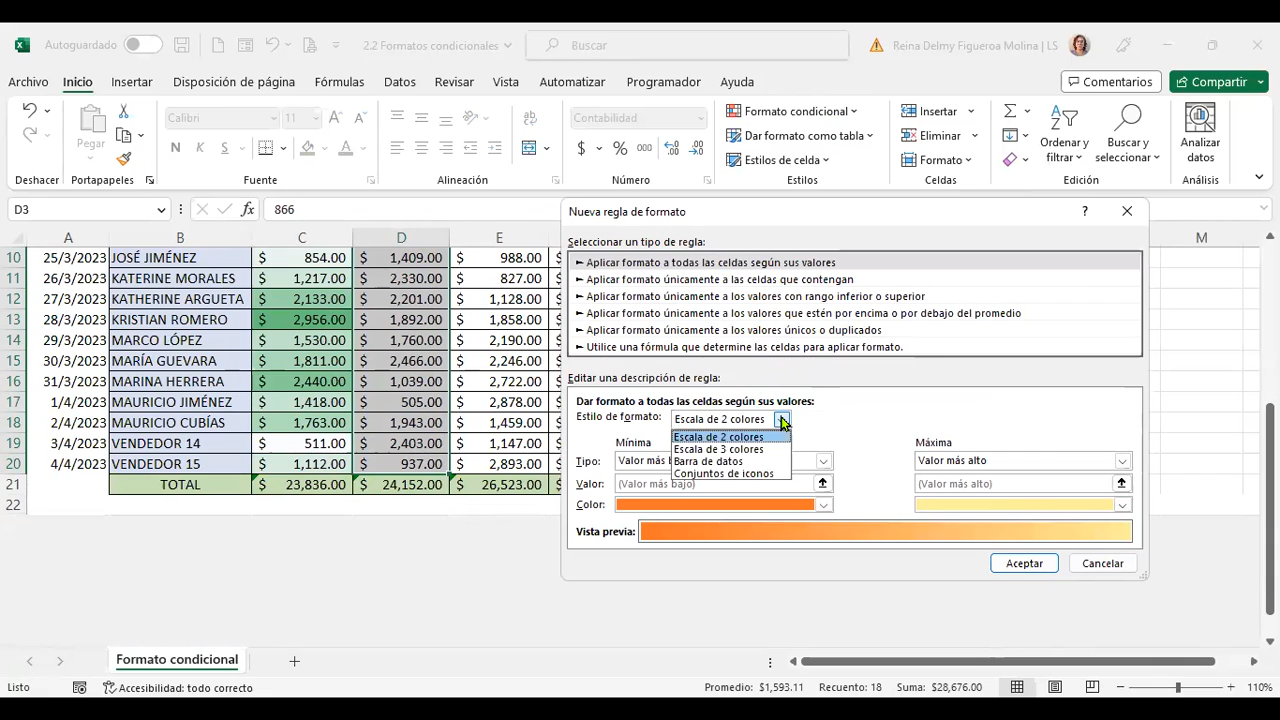 Autoguardado 2.2 Formatos condicionales Buscar Reina Delmy Figueroa Molina | LS
Archivo Inicio Insertar Disposición de página Fórmulas Datos Revisar Vista Automatizar Programador Ayuda Comentarios Compartir
Pegar Calibri 11 Contabilidad Formato condicional Insertar
N K S $ % 000 Dar formato como tabla Eliminar Ordenar y filtrar Buscar y seleccionar Analizar datos
Estilos de celda Formato
Deshacer Portapapeles Fuente Alineación Número Estilos Celdas Edición Análisis
D3 fx 866
Nueva regla de formato ?
A B C D E M
Seleccionar un tipo de regla:
10 25/3/2023 JOSÉ JIMÉNEZ $ 854.00 $ 1,409.00 $ 988.00 $
11 26/3/2023 KATERINE MORALES $ 1,217.00 $ 2,330.00 $ 827.00 $
12 27/3/2023 KATHERINE ARGUETA $ 2,133.00 $ 2,201.00 $ 1,128.00 $
13 28/3/2023 KRISTIAN ROMERO $ 2,956.00 $ 1,892.00 $ 1,858.00 $
14 29/3/2023 MARCO LÓPEZ $ 1,530.00 $ 1,760.00 $ 2,190.00 $
15 30/3/2023 MARÍA GUEVARA $ 1,811.00 $ 2,466.00 $ 2,246.00 $
16 31/3/2023 MARINA HERRERA $ 2,440.00 $ 1,039.00 $ 2,722.00 $
17 1/4/2023 MAURICIO JIMÉNEZ $ 1,418.00 $ 505.00 $ 2,878.00 $
18 2/4/2023 MAURICIO CUBÍAS $ 1,763.00 $ 1,943.00 $ 1,459.00 $
19 3/4/2023 VENDEDOR 14 $ 511.00 $ 2,403.00 $ 1,147.00 $
20 4/4/2023 VENDEDOR 15 $ 1,112.00 $ 937.00 $ 2,893.00 $
21 TOTAL $ 23,836.00 $ 24,152.00 $ 26,523.00 $
22
► Aplicar formato a todas las celdas según sus valores
► Aplicar formato únicamente a las celdas que contengan
► Aplicar formato únicamente a los valores con rango inferior o superior
► Aplicar formato únicamente a los valores que estén por encima o por debajo del promedio
► Aplicar formato únicamente a los valores únicos o duplicados
► Utilice una fórmula que determine las celdas para aplicar formato.
Editar una descripción de regla:
Dar formato a todas las celdas según sus valores:
Estilo de formato: Escala de 2 colores
Escala de 2 colores
Escala de 3 colores
Barra de datos
Conjuntos de iconos
Mínima Máxima
Tipo: Valor más b Valor más alto
Valor: (Valor más bajo) (Valor más alto)
Color:
Vista previa:
Aceptar Cancelar
Formato condicional
Listo Accesibilidad: todo correcto Promedio: $1,593.11 Recuento: 18 Suma: $28,676.00 110%